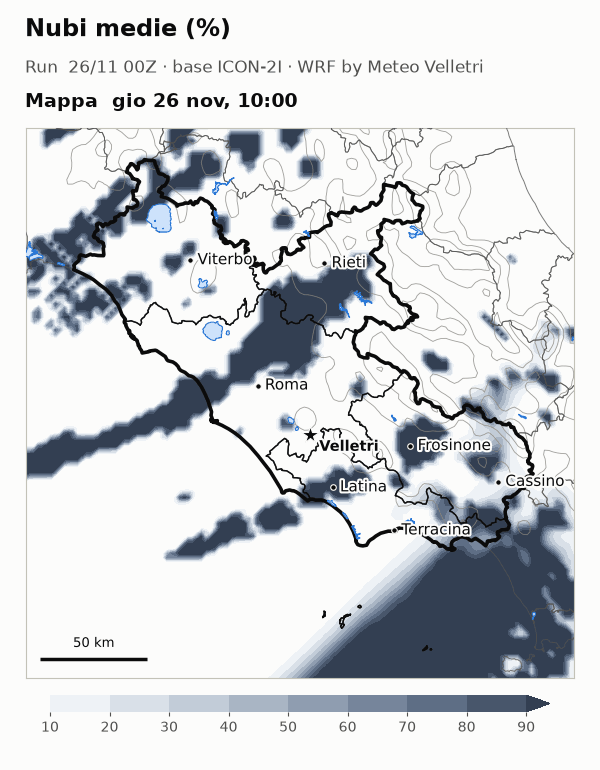 Nubi medie (%)
Run  26/11 00Z · base ICON-2I · WRF by Meteo Velletri
Mappa  gio 26 nov, 10:00
Viterbo
Rieti
Roma
Velletri
Frosinone
Latina
Cassino
Terracina
50 km
10 20 30 40 50 60 70 80 90